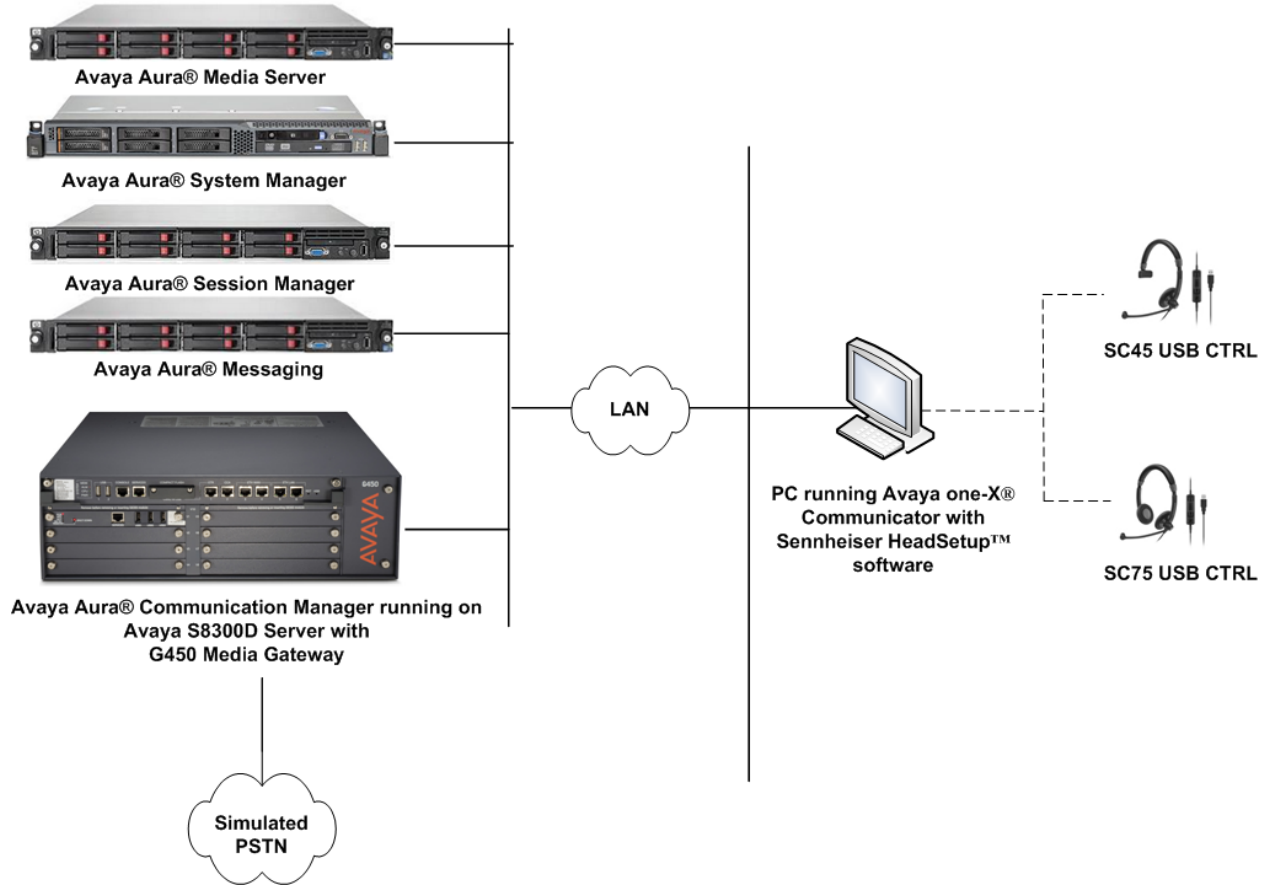 Avaya Aura® Media Server
Avaya Aura® System Manager
Avaya Aura® Session Manager
Avaya Aura® Messaging
G450
AVAYA
Avaya Aura® Communication Manager running on
Avaya S8300D Server with
G450 Media Gateway
Simulated
PSTN
LAN
PC running Avaya one-X®
Communicator with
Sennheiser HeadSetup™
software
SC45 USB CTRL
SC75 USB CTRL